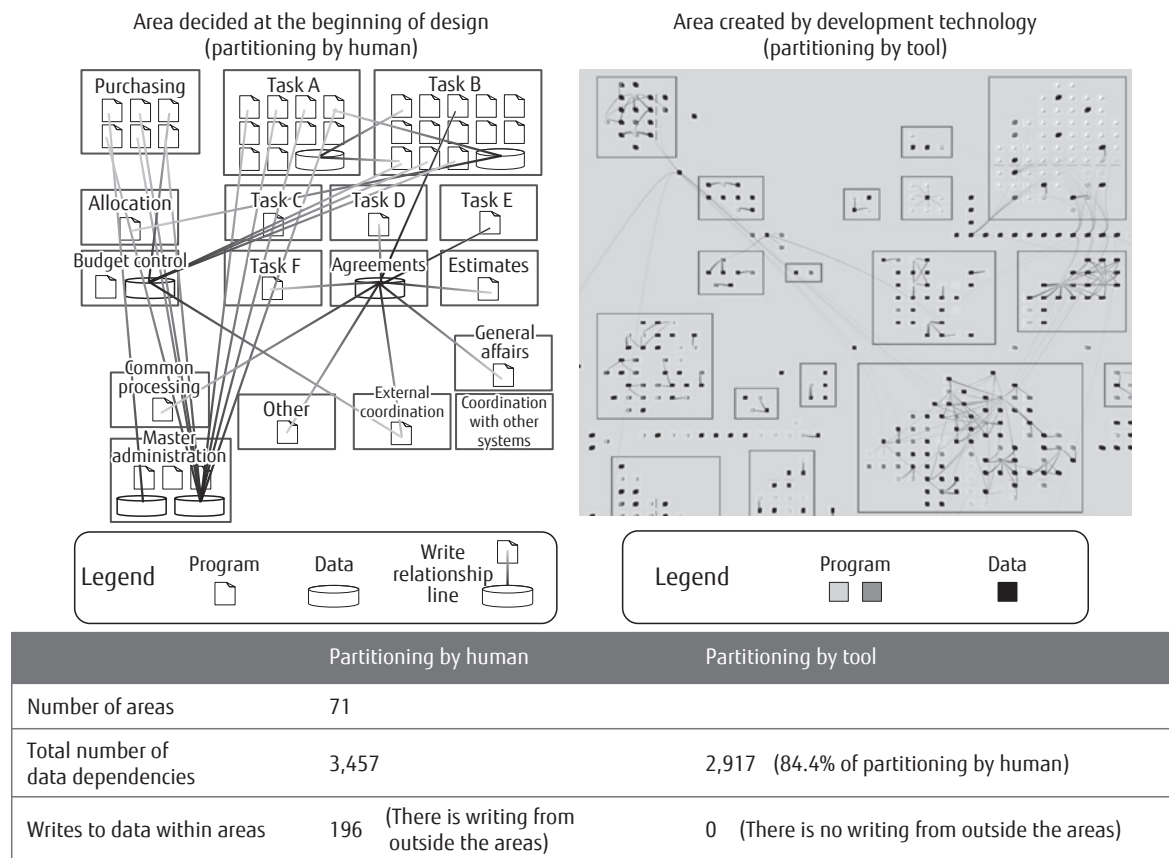 Area decided at the beginning of design
(partitioning by human)
Area created by development technology
(partitioning by tool)
Purchasing
Task A
Task B
Allocation
Task C
Task D
Task E
Budget control
Task F
Agreements
Estimates
General
affairs
Common
processing
Other
External
coordination
Coordination
with other
systems
Master
administration
Legend
Program
Data
Write
relationship
line
Legend
Program
Data
Partitioning by human
Partitioning by tool
Number of areas
71
Total number of
data dependencies
3,457
2,917 (84.4% of partitioning by human)
Writes to data within areas
196 (There is writing from
outside the areas)
0 (There is no writing from outside the areas)